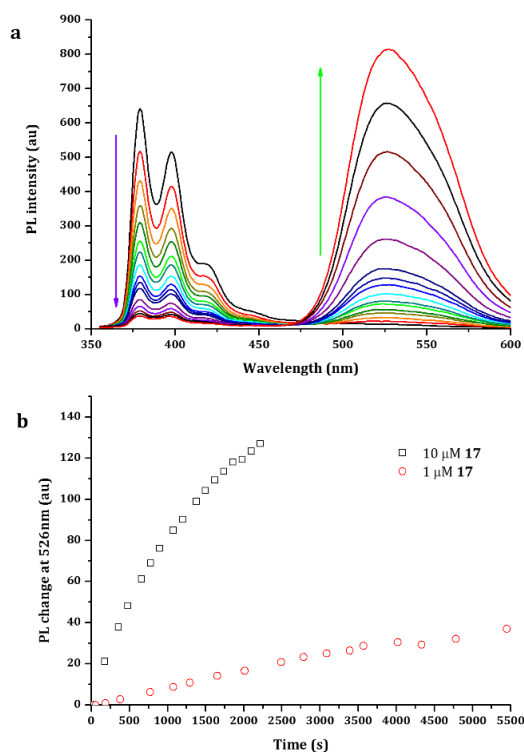 a
900
800
700
600
500
400
300
200
100
0
PL intensity (au)
350 400 450 500 550 600
Wavelength (nm)
b
140
120
100
80
60
40
20
0
PL change at 526nm (au)
10 μM 17
1 μM 17
0 500 1000 1500 2000 2500 3000 3500 4000 4500 5000 5500
Time (s)